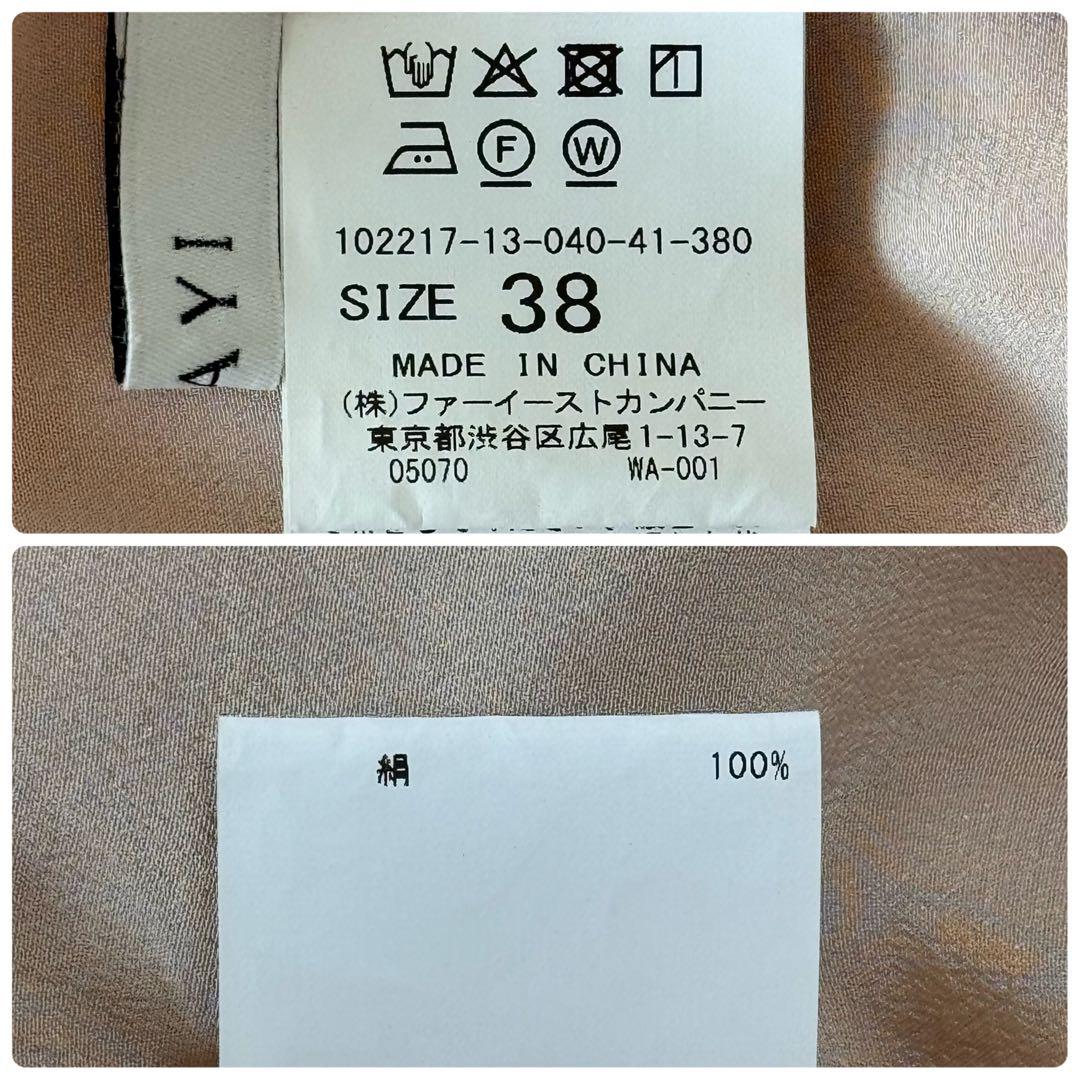 AYI
102217-13-040-41-380
SIZE 38
MADE IN CHINA
(株)ファーイーストカンパニー
東京都渋谷区広尾1-13-7
05070 WA-001
絹 100%